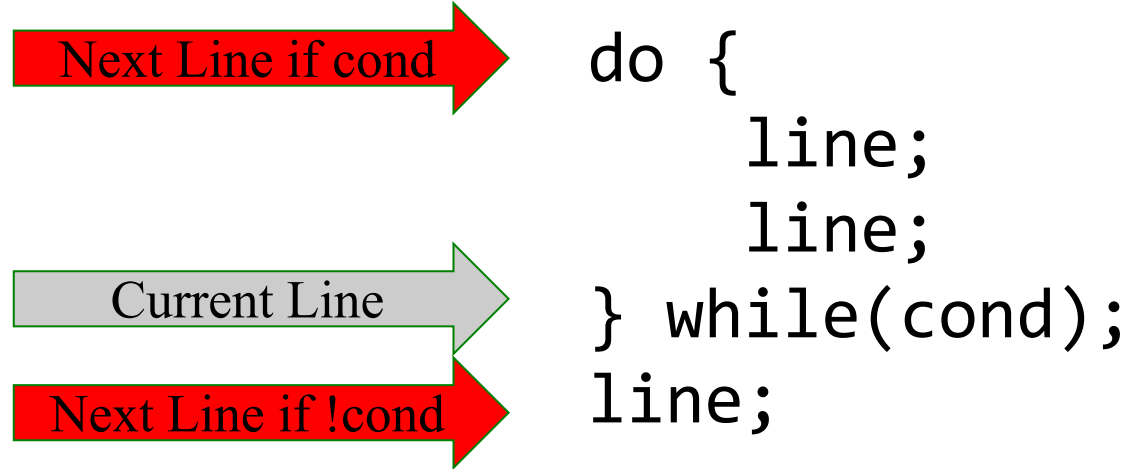 Next Line if cond
do {
    line;
    line;
Current Line
} while(cond);
Next Line if !cond
line;